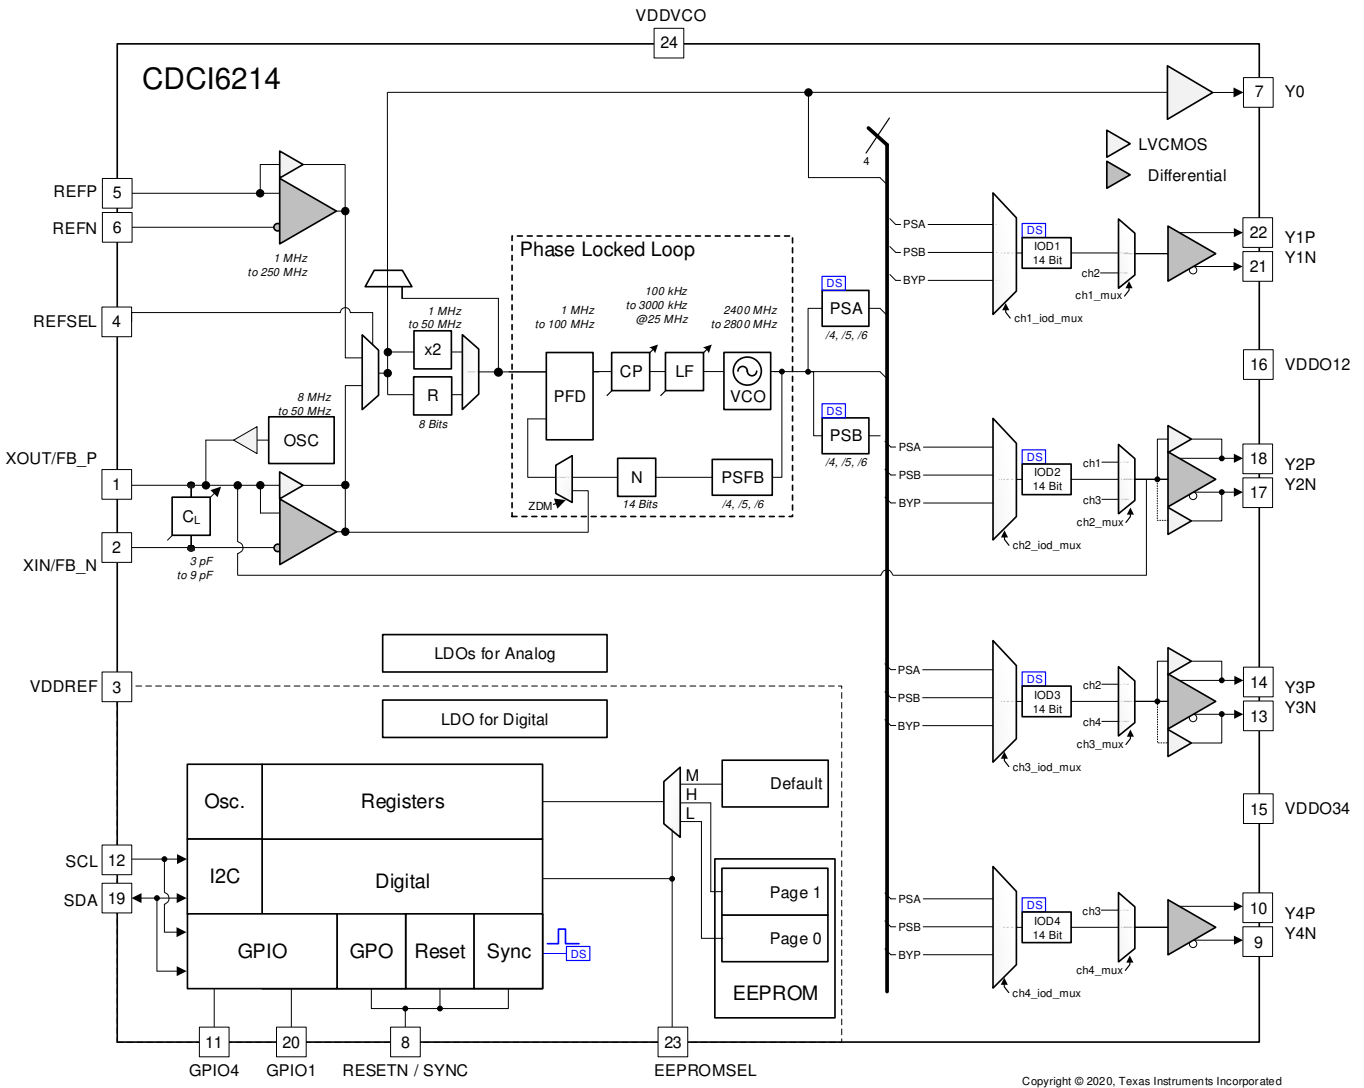 VDDVCO
24
CDCI6214
7
Y0
4
LVCMOS
Differential
REFP
5
REFN
6
1 MHz
to 250 MHz
REFSEL
4
Phase Locked Loop
1 MHz
to 50 MHz
x2
R
8 Bits
1 MHz
to 100 MHz
PFD
100 kHz
to 3000 kHz
@25 MHz
CP
LF
2400 MHz
to 2800 MHz
VCO
ZDM
N
14 Bits
PSFB
/4, /5, /6
DS
PSA
/4, /5, /6
DS
PSB
/4, /5, /6
8 MHz
to 50 MHz
OSC
XOUT/FB_P
1
CL
2
XIN/FB_N
3 pF
to 9 pF
PSA
PSB
BYP
ch1_iod_mux
DS
IOD1
14 Bit
ch2
ch1_mux
22
Y1P
Y1N
21
16
VDDO12
PSA
PSB
BYP
ch2_iod_mux
DS
IOD2
14 Bit
ch1
ch3
ch2_mux
18
Y2P
Y2N
17
LDOs for Analog
VDDREF
3
LDO for Digital
PSA
PSB
BYP
ch3_iod_mux
DS
IOD3
14 Bit
ch2
ch4
ch3_mux
14
Y3P
Y3N
13
15
VDDO34
Osc.
Registers
I2C
Digital
GPIO
GPO
Reset
Sync
DS
SCL
12
SDA
19
M
H
L
Default
Page 1
Page 0
EEPROM
PSA
PSB
BYP
ch4_iod_mux
DS
IOD4
14 Bit
ch3
ch4_mux
10
Y4P
Y4N
9
11
GPIO4
20
GPIO1
8
RESETN / SYNC
23
EEPROMSEL
Copyright © 2020, Texas Instruments Incorporated